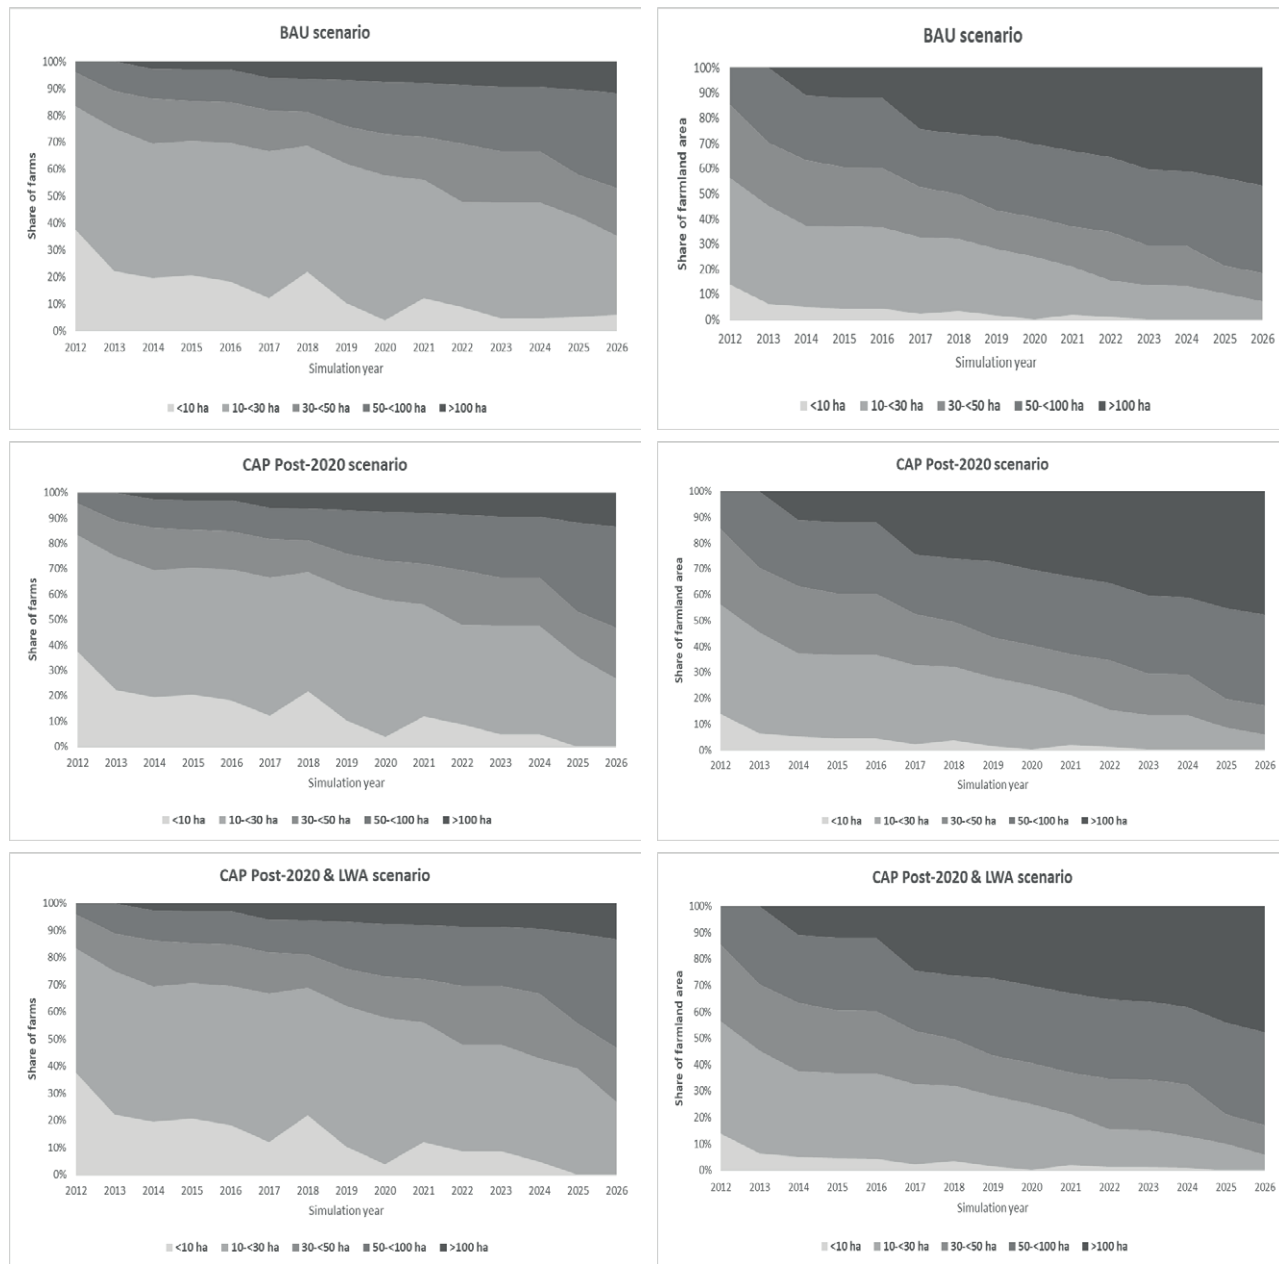 BAU scenario
Share of farms
100%
90%
80%
70%
60%
50%
40%
30%
20%
10%
0%
2012 2013 2014 2015 2016 2017 2018 2019 2020 2021 2022 2023 2024 2025 2026
Simulation year
<10 ha 10-<30 ha 30-<50 ha 50-<100 ha >100 ha
BAU scenario
Share of farmland area
100%
90%
80%
70%
60%
50%
40%
30%
20%
10%
0%
2012 2013 2014 2015 2016 2017 2018 2019 2020 2021 2022 2023 2024 2025 2026
Simulation year
<10 ha 10-<30 ha 30-<50 ha 50-<100 ha >100 ha
CAP Post-2020 scenario
Share of farms
100%
90%
80%
70%
60%
50%
40%
30%
20%
10%
0%
2012 2013 2014 2015 2016 2017 2018 2019 2020 2021 2022 2023 2024 2025 2026
Simulation year
<10 ha 10-<30 ha 30-<50 ha 50-<100 ha >100 ha
CAP Post-2020 scenario
Share of farmland area
100%
90%
80%
70%
60%
50%
40%
30%
20%
10%
0%
2012 2013 2014 2015 2016 2017 2018 2019 2020 2021 2022 2023 2024 2025 2026
Simulation year
<10 ha 10-<30 ha 30-<50 ha 50-<100 ha >100 ha
CAP Post-2020 & LWA scenario
Share of farms
100%
90%
80%
70%
60%
50%
40%
30%
20%
10%
0%
2012 2013 2014 2015 2016 2017 2018 2019 2020 2021 2022 2023 2024 2025 2026
Simulation year
<10 ha 10-<30 ha 30-<50 ha 50-<100 ha >100 ha
CAP Post-2020 & LWA scenario
Share of farmland area
100%
90%
80%
70%
60%
50%
40%
30%
20%
10%
0%
2012 2013 2014 2015 2016 2017 2018 2019 2020 2021 2022 2023 2024 2025 2026
Simulation year
<10 ha 10-<30 ha 30-<50 ha 50-<100 ha >100 ha